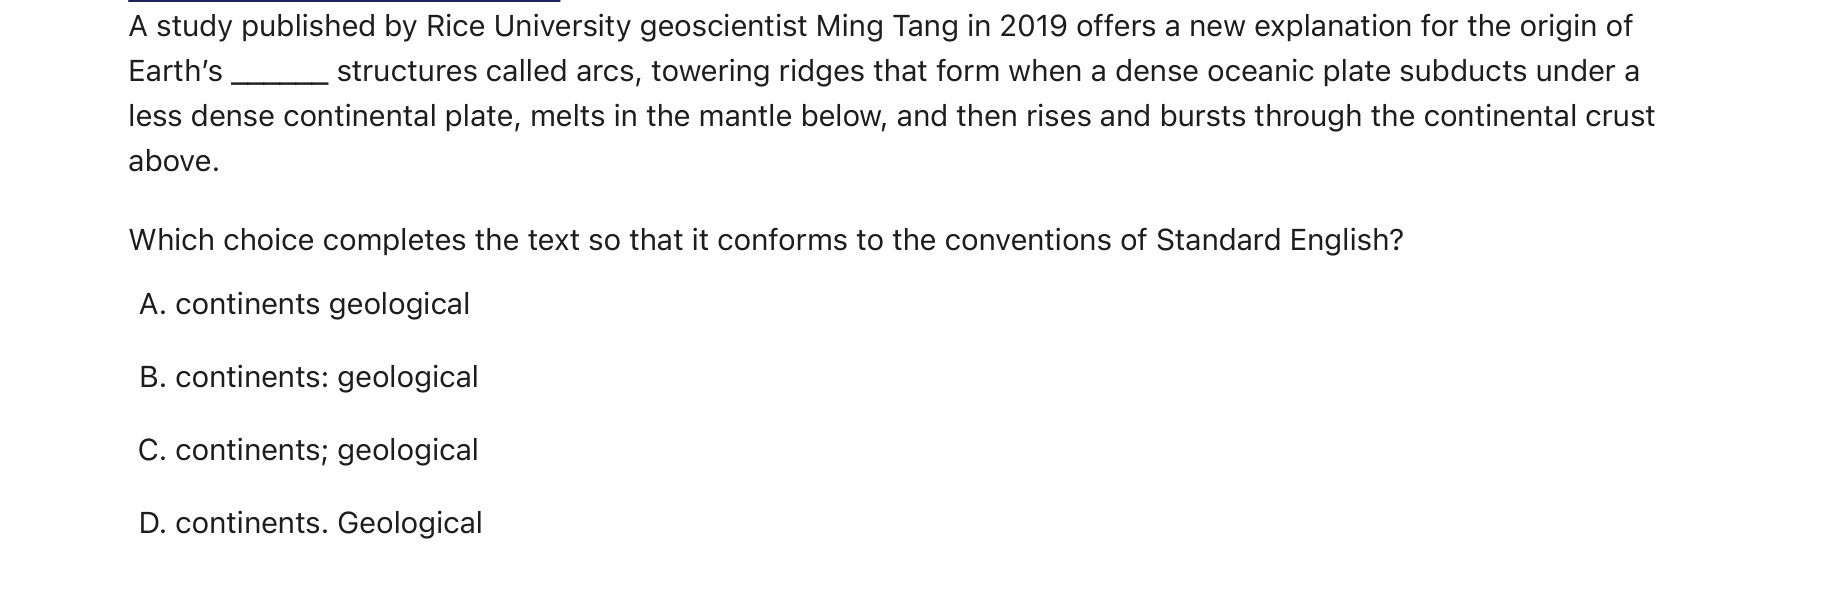 A study published by Rice University geoscientist Ming Tang in 2019 offers a new explanation for the origin of
Earth’s ______ structures called arcs, towering ridges that form when a dense oceanic plate subducts under a
less dense continental plate, melts in the mantle below, and then rises and bursts through the continental crust
above.
Which choice completes the text so that it conforms to the conventions of Standard English?
A. continents geological
B. continents: geological
C. continents; geological
D. continents. Geological